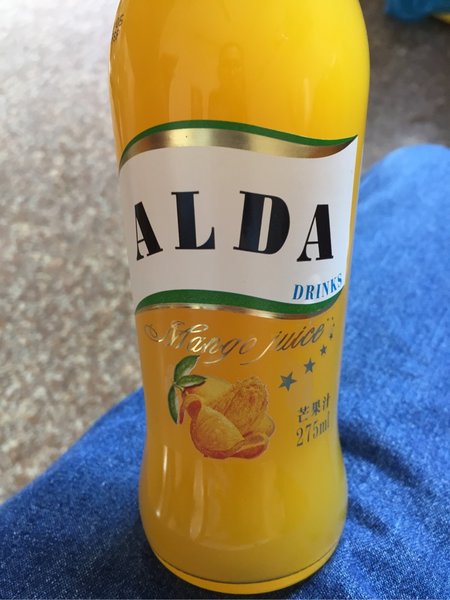 ALDA
DRINKS
Mango juice
芒果汁
275ml